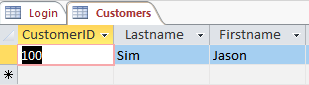 Login Customers
CustomerID Lastname Firstname
100 Sim Jason